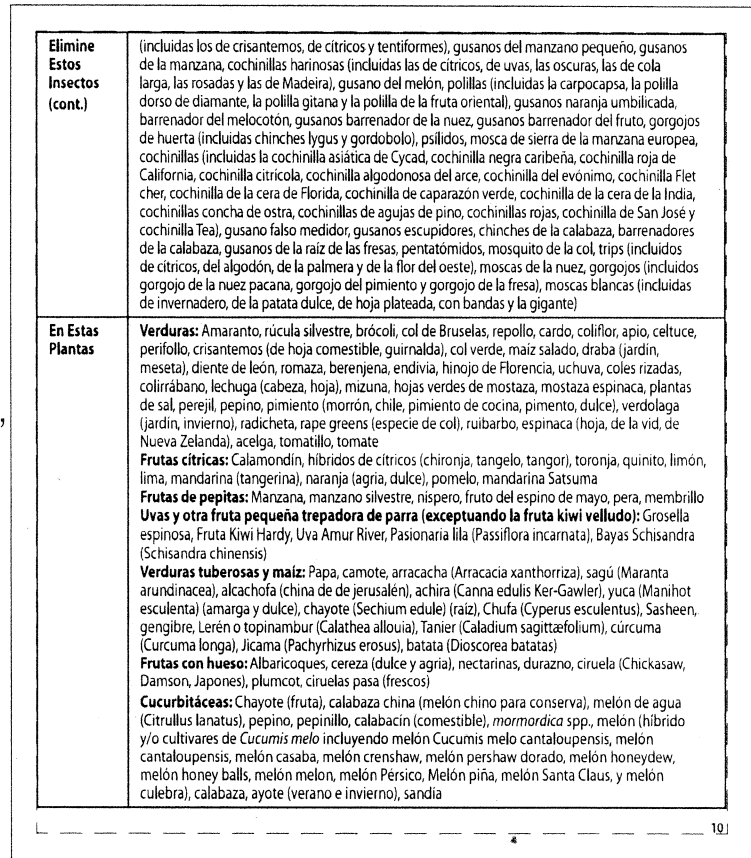 Elimine
Estos
Insectos
(cont.)
(incluidas los de crisantemos, de cítricos y tentiformes), gusanos del manzano pequeño, gusanos
de la manzana, cochinillas harinosas (incluidas las de cítricos, de uvas, las oscuras, las de cola
larga, las rosadas y las de Madeira), gusano del melón, polillas (incluidas la carpocapsa, la polilla
dorso de diamante, la polilla gitana y la polilla de la fruta oriental), gusanos naranja umbilicada,
barrenador del melocotón, gusanos barrenador de la nuez, gusanos barrenador del fruto, gorgojos
de huerta (incluidas chinches lygus y gordobolo), psílidos, mosca de sierra de la manzana europea,
cochinillas (incluidas la cochinilla asiática de Cycad, cochinilla negra caribeña, cochinilla roja de
California, cochinilla citrícola, cochinilla algodonosa del arce, cochinilla del evónimo, cochinilla Flet
cher, cochinilla de la cera de Florida, cochinilla de caparazón verde, cochinilla de la cera de la India,
cochinillas concha de ostra, cochinillas de agujas de pino, cochinillas rojas, cochinilla de San José y
cochinilla Tea), gusano falso medidor, gusanos escupidores, chinches de la calabaza, barrenadores
de la calabaza, gusanos de la raíz de las fresas, pentatómidos, mosquito de la col, trips (incluidos
de cítricos, del algodón, de la palmera y de la flor del oeste), moscas de la nuez, gorgojos (incluidos
gorgojo de la nuez pacana, gorgojo del pimiento y gorgojo de la fresa), moscas blancas (incluidas
de invernadero, de la patata dulce, de hoja plateada, con bandas y la gigante)
En Estas
Plantas
Verduras: Amaranto, rúcula silvestre, brócoli, col de Bruselas, repollo, cardo, coliflor, apio, celtuce,
perifollo, crisantemos (de hoja comestible, guirnalda), col verde, maíz salado, draba (jardín,
meseta), diente de león, romaza, berenjena, endivia, hinojo de Florencia, uchuva, coles rizadas,
colirrábano, lechuga (cabeza, hoja), mizuna, hojas verdes de mostaza, mostaza espinaca, plantas
de sal, perejil, pepino, pimiento (morrón, chile, pimiento de cocina, pimento, dulce), verdolaga
(jardín, invierno), radicheta, rape greens (especie de col), ruibarbo, espinaca (hoja, de la vid, de
Nueva Zelanda), acelga, tomatillo, tomate
Frutas cítricas: Calamondín, híbridos de cítricos (chironja, tangelo, tangor), toronja, quinito, limón,
lima, mandarina (tangerina), naranja (agria, dulce), pomelo, mandarina Satsuma
Frutas de pepitas: Manzana, manzano silvestre, níspero, fruto del espino de mayo, pera, membrillo
Uvas y otra fruta pequeña trepadora de parra (exceptuando la fruta kiwi velludo): Grosella
espinosa, Fruta Kiwi Hardy, Uva Amur River, Pasionaria lila (Passiflora incarnata), Bayas Schisandra
(Schisandra chinensis)
Verduras tuberosas y maíz: Papa, camote, arracacha (Arracacia xanthorriza), sagú (Maranta
arundinacea), alcachofa (china de de jerusalén), achira (Canna edulis Ker-Gawler), yuca (Manihot
esculenta) (amarga y dulce), chayote (Sechium edule) (raíz), Chufa (Cyperus esculentus), Sasheen,
gengibre, Lerén o topinambur (Calathea allouia), Tanier (Caladium sagittæfolium), cúrcuma
(Curcuma longa), Jicama (Pachyrhizus erosus), batata (Dioscorea batatas)
Frutas con hueso: Albaricoques, cereza (dulce y agria), nectarinas, durazno, ciruela (Chickasaw,
Damson, Japones), plumcot, ciruelas pasa (frescos)
Cucurbitáceas: Chayote (fruta), calabaza china (melón chino para conserva), melón de agua
(Citrullus lanatus), pepino, pepinillo, calabacín (comestible), mormordica spp., melón (híbrido
y/o cultivares de Cucumis melo incluyendo melón Cucumis melo cantaloupensis, melón
cantaloupensis, melón casaba, melón crenshaw, melón pershaw dorado, melón honeydew,
melón honey balls, melón melon, melón Pérsico, Melón piña, melón Santa Claus, y melón
culebra), calabaza, ayote (verano e invierno), sandía
10